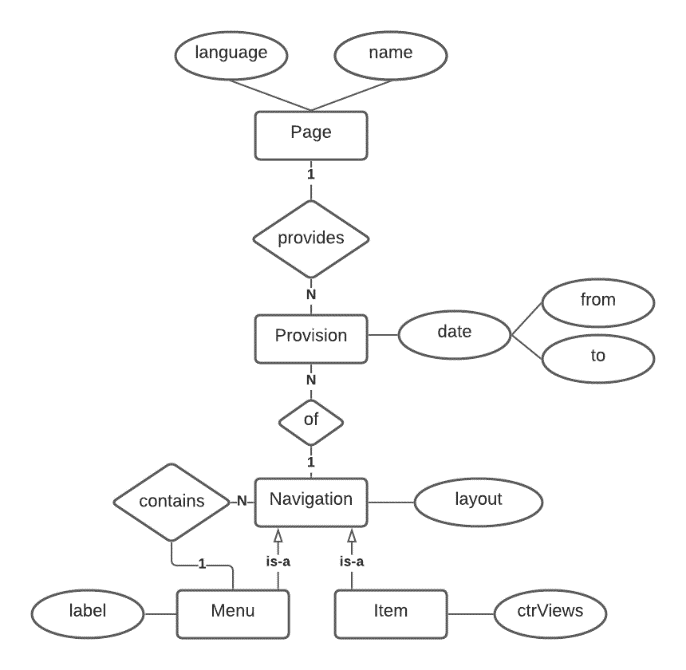 language
name
Page
1
provides
N
Provision
date
from
to
N
of
1
contains
N
Navigation
layout
1
is-a
is-a
label
Menu
Item
ctrViews